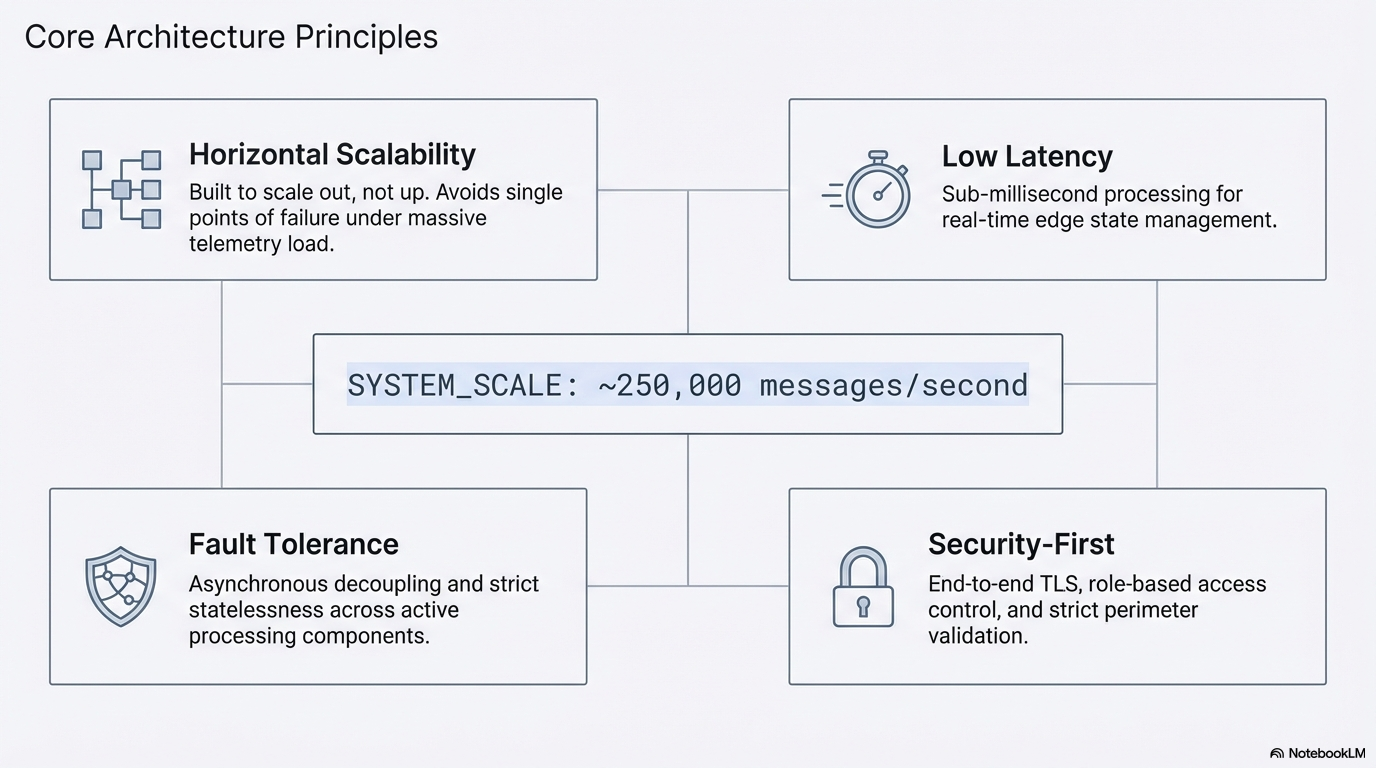 Core Architecture Principles
Horizontal Scalability
Built to scale out, not up. Avoids single
points of failure under massive
telemetry load.
Low Latency
Sub-millisecond processing for
real-time edge state management.
SYSTEM_SCALE: ~250,000 messages/second
Fault Tolerance
Asynchronous decoupling and strict
statelessness across active
processing components.
Security-First
End-to-end TLS, role-based access
control, and strict perimeter
validation.
NotebookLM